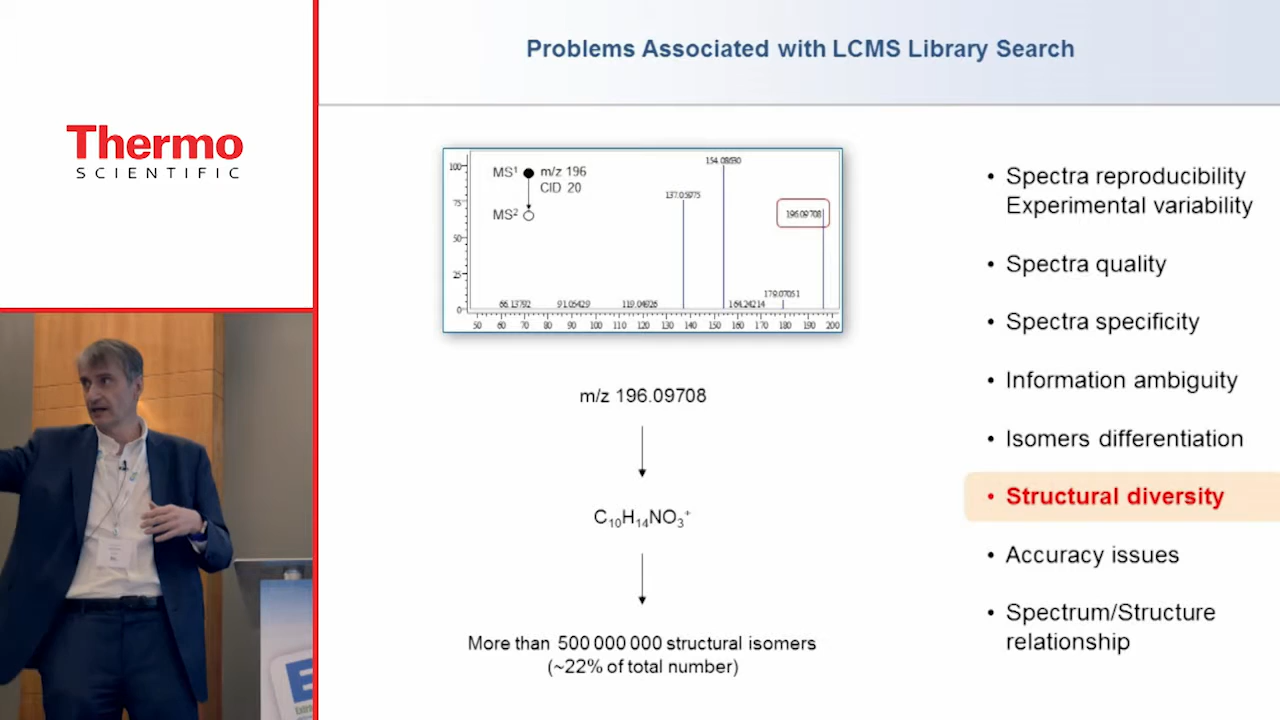 Problems Associated with LCMS Library Search
Thermo
SCIENTIFIC
MS¹ m/z 196
CID 20
MS²
100
75
50
25
0
154.08630
137.05975
196.09708
179.07051
66.13792 91.05429 119.04926 164.24214
50 60 70 80 90 100 110 120 130 140 150 160 170 180 190 200
m/z 196.09708
C₁₀H₁₄NO₃⁺
More than 500 000 000 structural isomers
(~22% of total number)
• Spectra reproducibility
Experimental variability
• Spectra quality
• Spectra specificity
• Information ambiguity
• Isomers differentiation
• Structural diversity
• Accuracy issues
• Spectrum/Structure
relationship